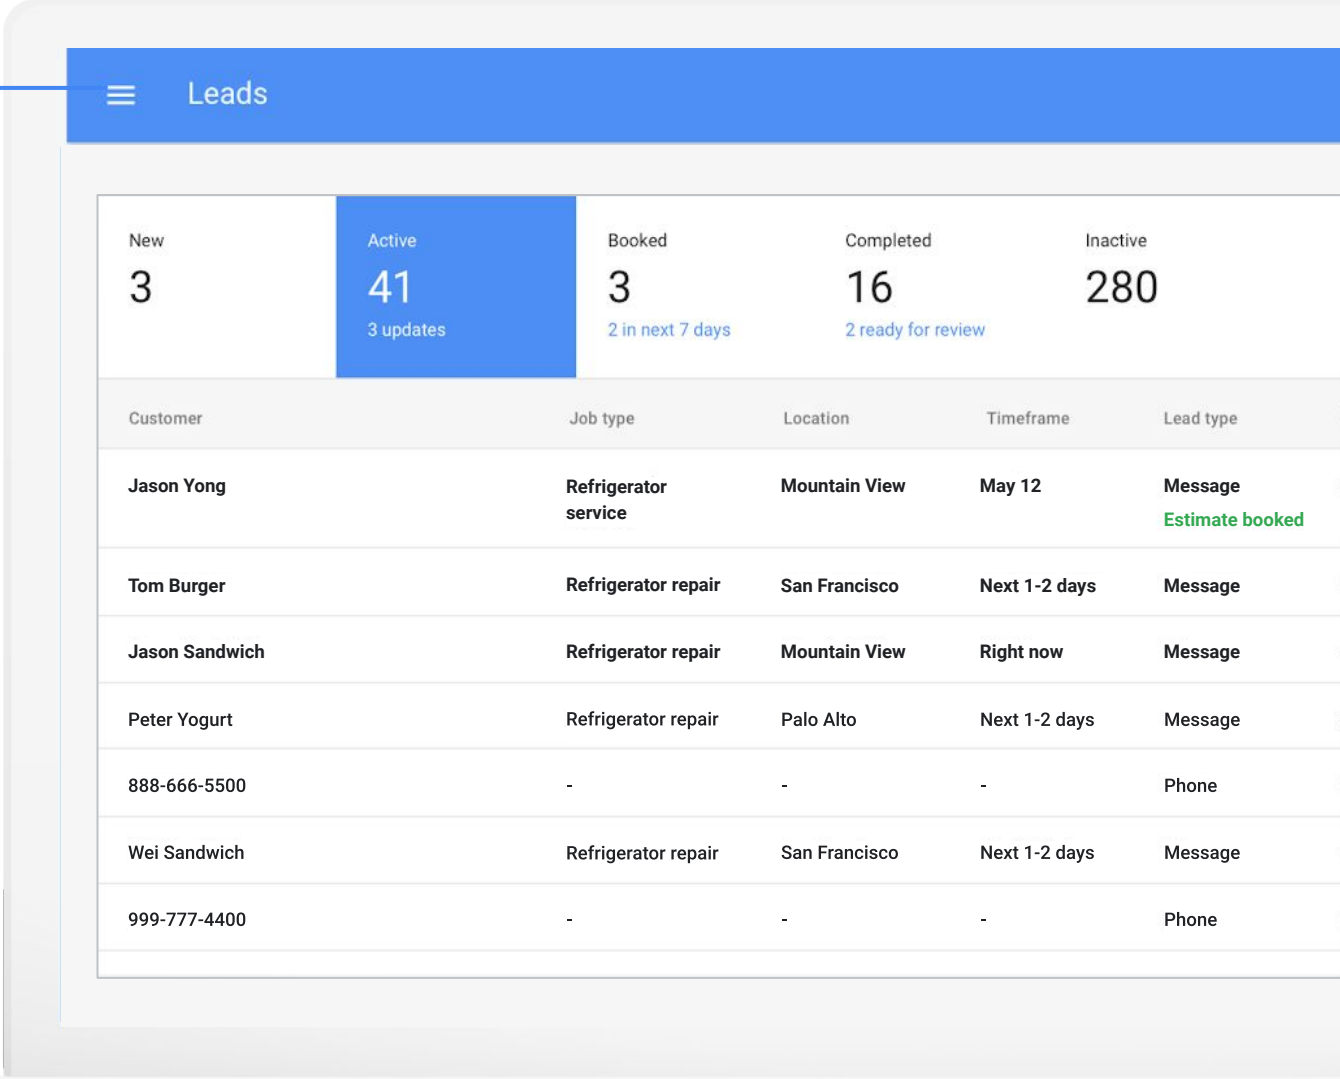 Leads
New Active Booked Completed Inactive
3 41 3 16 280
3 updates 2 in next 7 days 2 ready for review
Customer Job type Location Timeframe Lead type
Jason Yong Refrigerator service Mountain View May 12 Message
Estimate booked
Tom Burger Refrigerator repair San Francisco Next 1-2 days Message
Jason Sandwich Refrigerator repair Mountain View Right now Message
Peter Yogurt Refrigerator repair Palo Alto Next 1-2 days Message
888-666-5500 - - - Phone
Wei Sandwich Refrigerator repair San Francisco Next 1-2 days Message
999-777-4400 - - - Phone